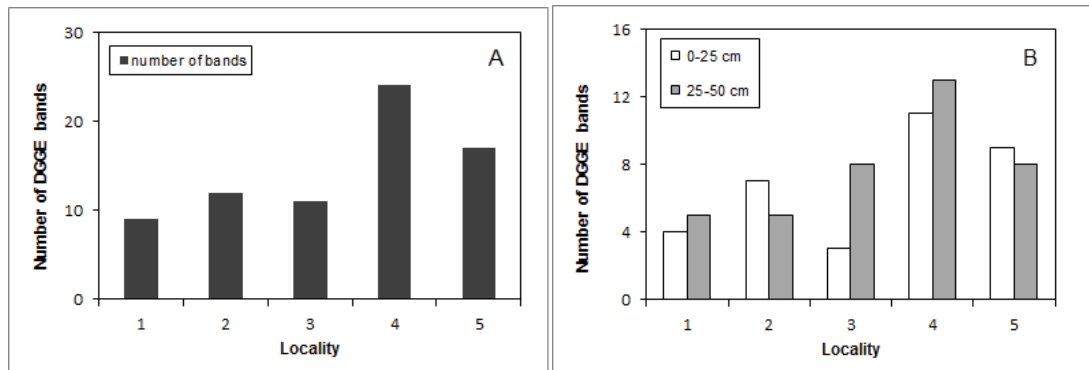 30
20
10
0
Number of DGGE bands
number of bands
A
1 2 3 4 5
Locality
16
12
8
4
0
Number of DGGE bands
0-25 cm
25-50 cm
B
1 2 3 4 5
Locality